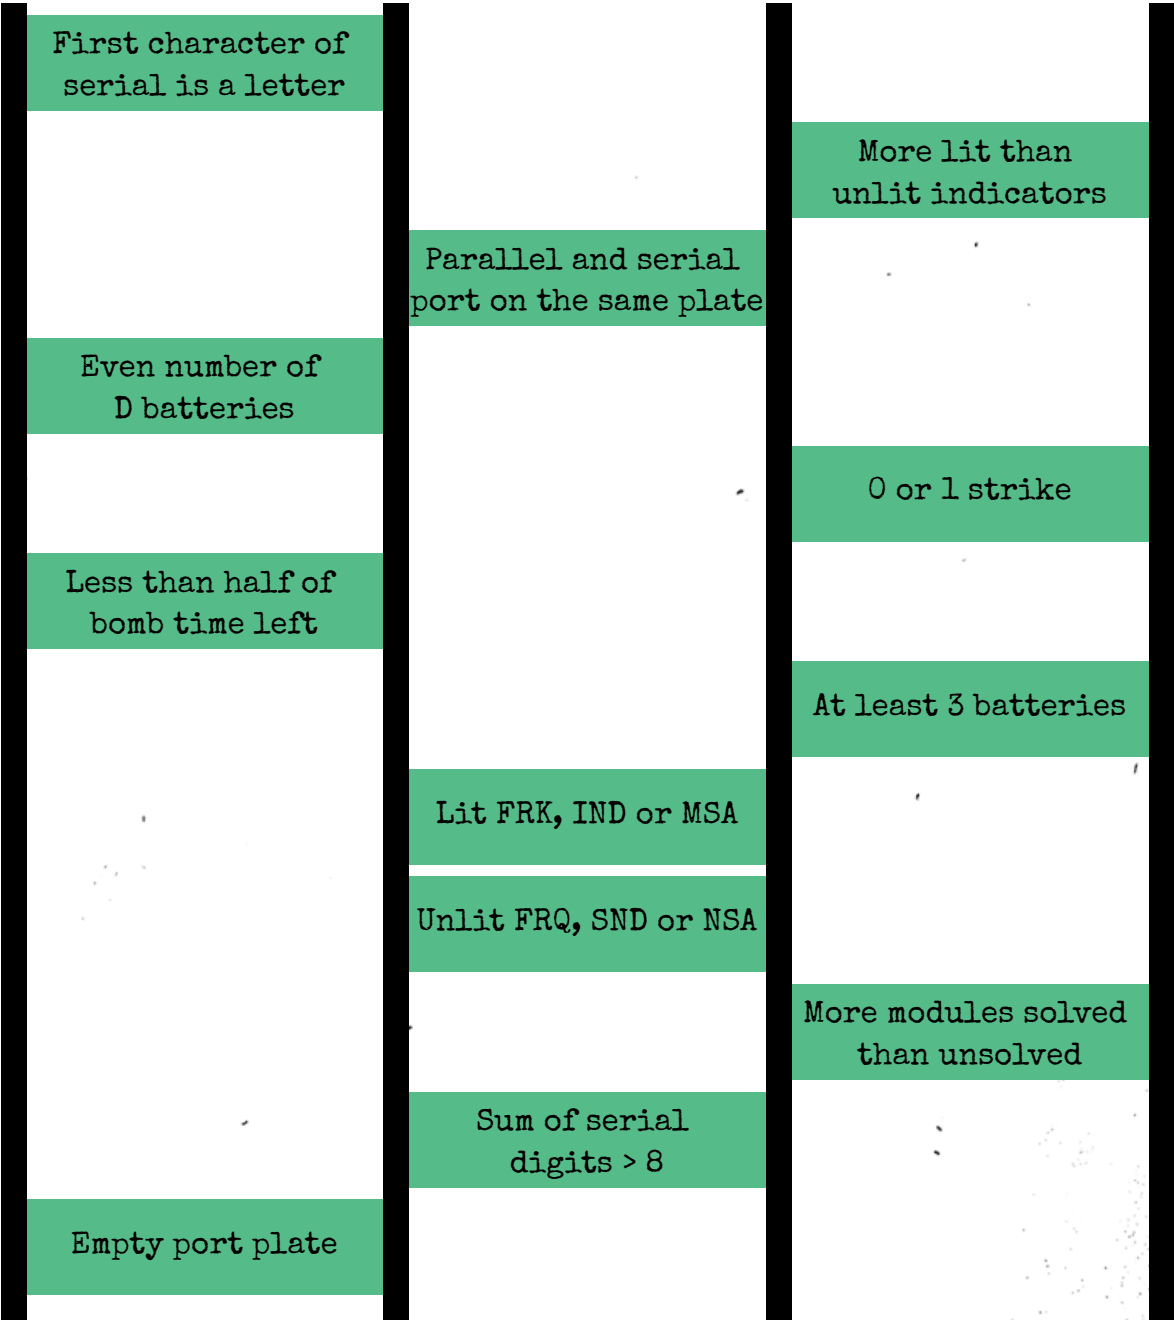 First character of
serial is a letter
More lit than
unlit indicators
Parallel and serial
port on the same plate
Even number of
D batteries
0 or 1 strike
Less than half of
bomb time left
At least 3 batteries
Lit FRK, IND or MSA
Unlit FRQ, SND or NSA
More modules solved
than unsolved
Sum of serial
digits > 8
Empty port plate